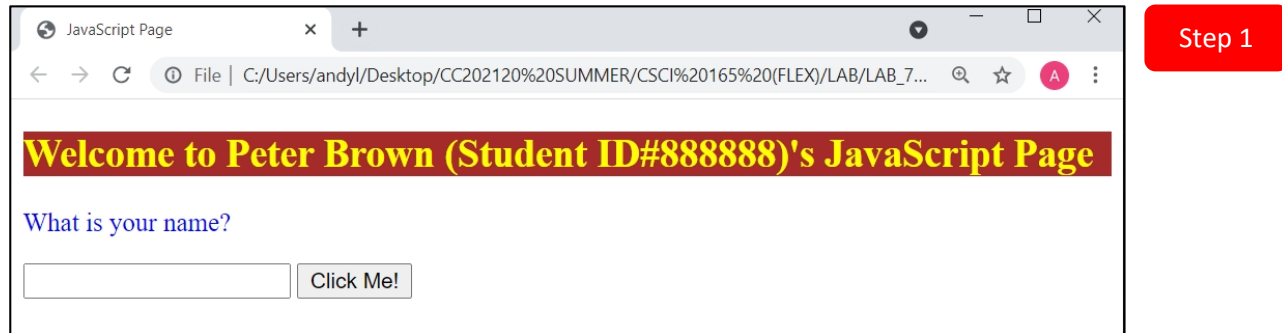 JavaScript Page
Step 1
File | C:/Users/andyl/Desktop/CC202120%20SUMMER/CSCI%20165%20(FLEX)/LAB/LAB_7... A
Welcome to Peter Brown (Student ID#888888)'s JavaScript Page
What is your name?
Click Me!